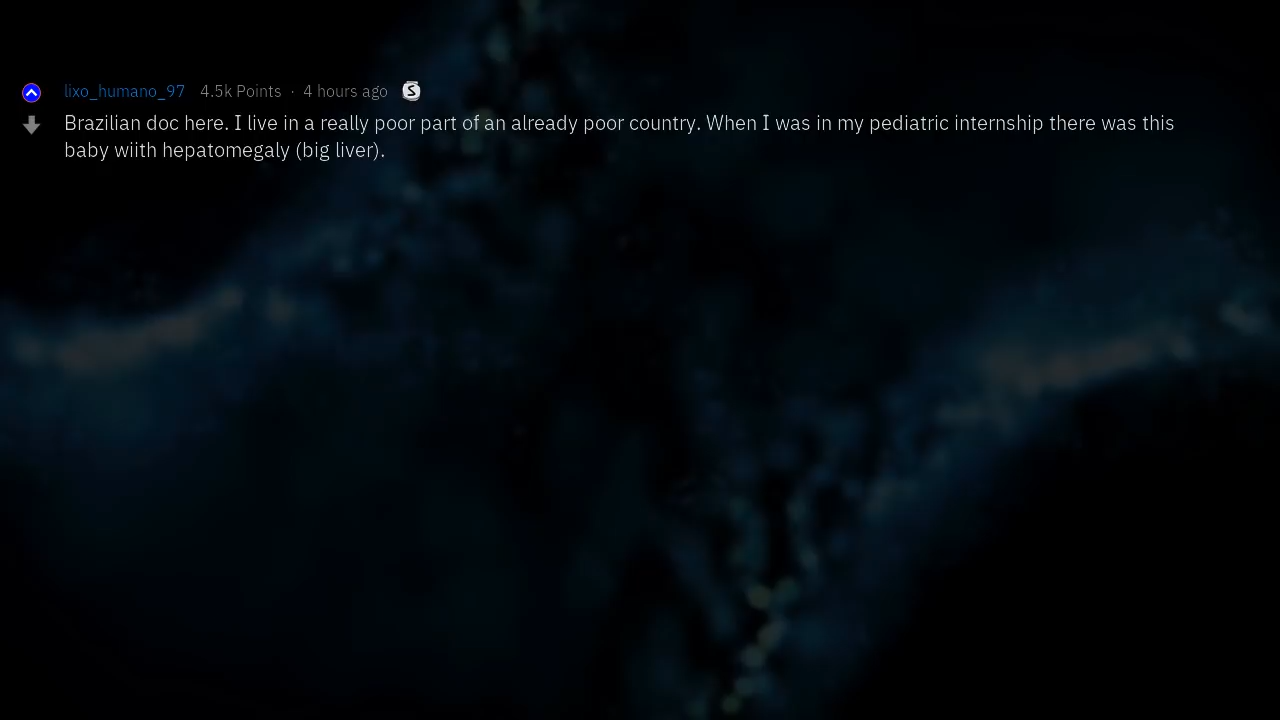 lixo_humano_97 4.5k Points · 4 hours ago S
Brazilian doc here. I live in a really poor part of an already poor country. When I was in my pediatric internship there was this
baby wiith hepatomegaly (big liver).